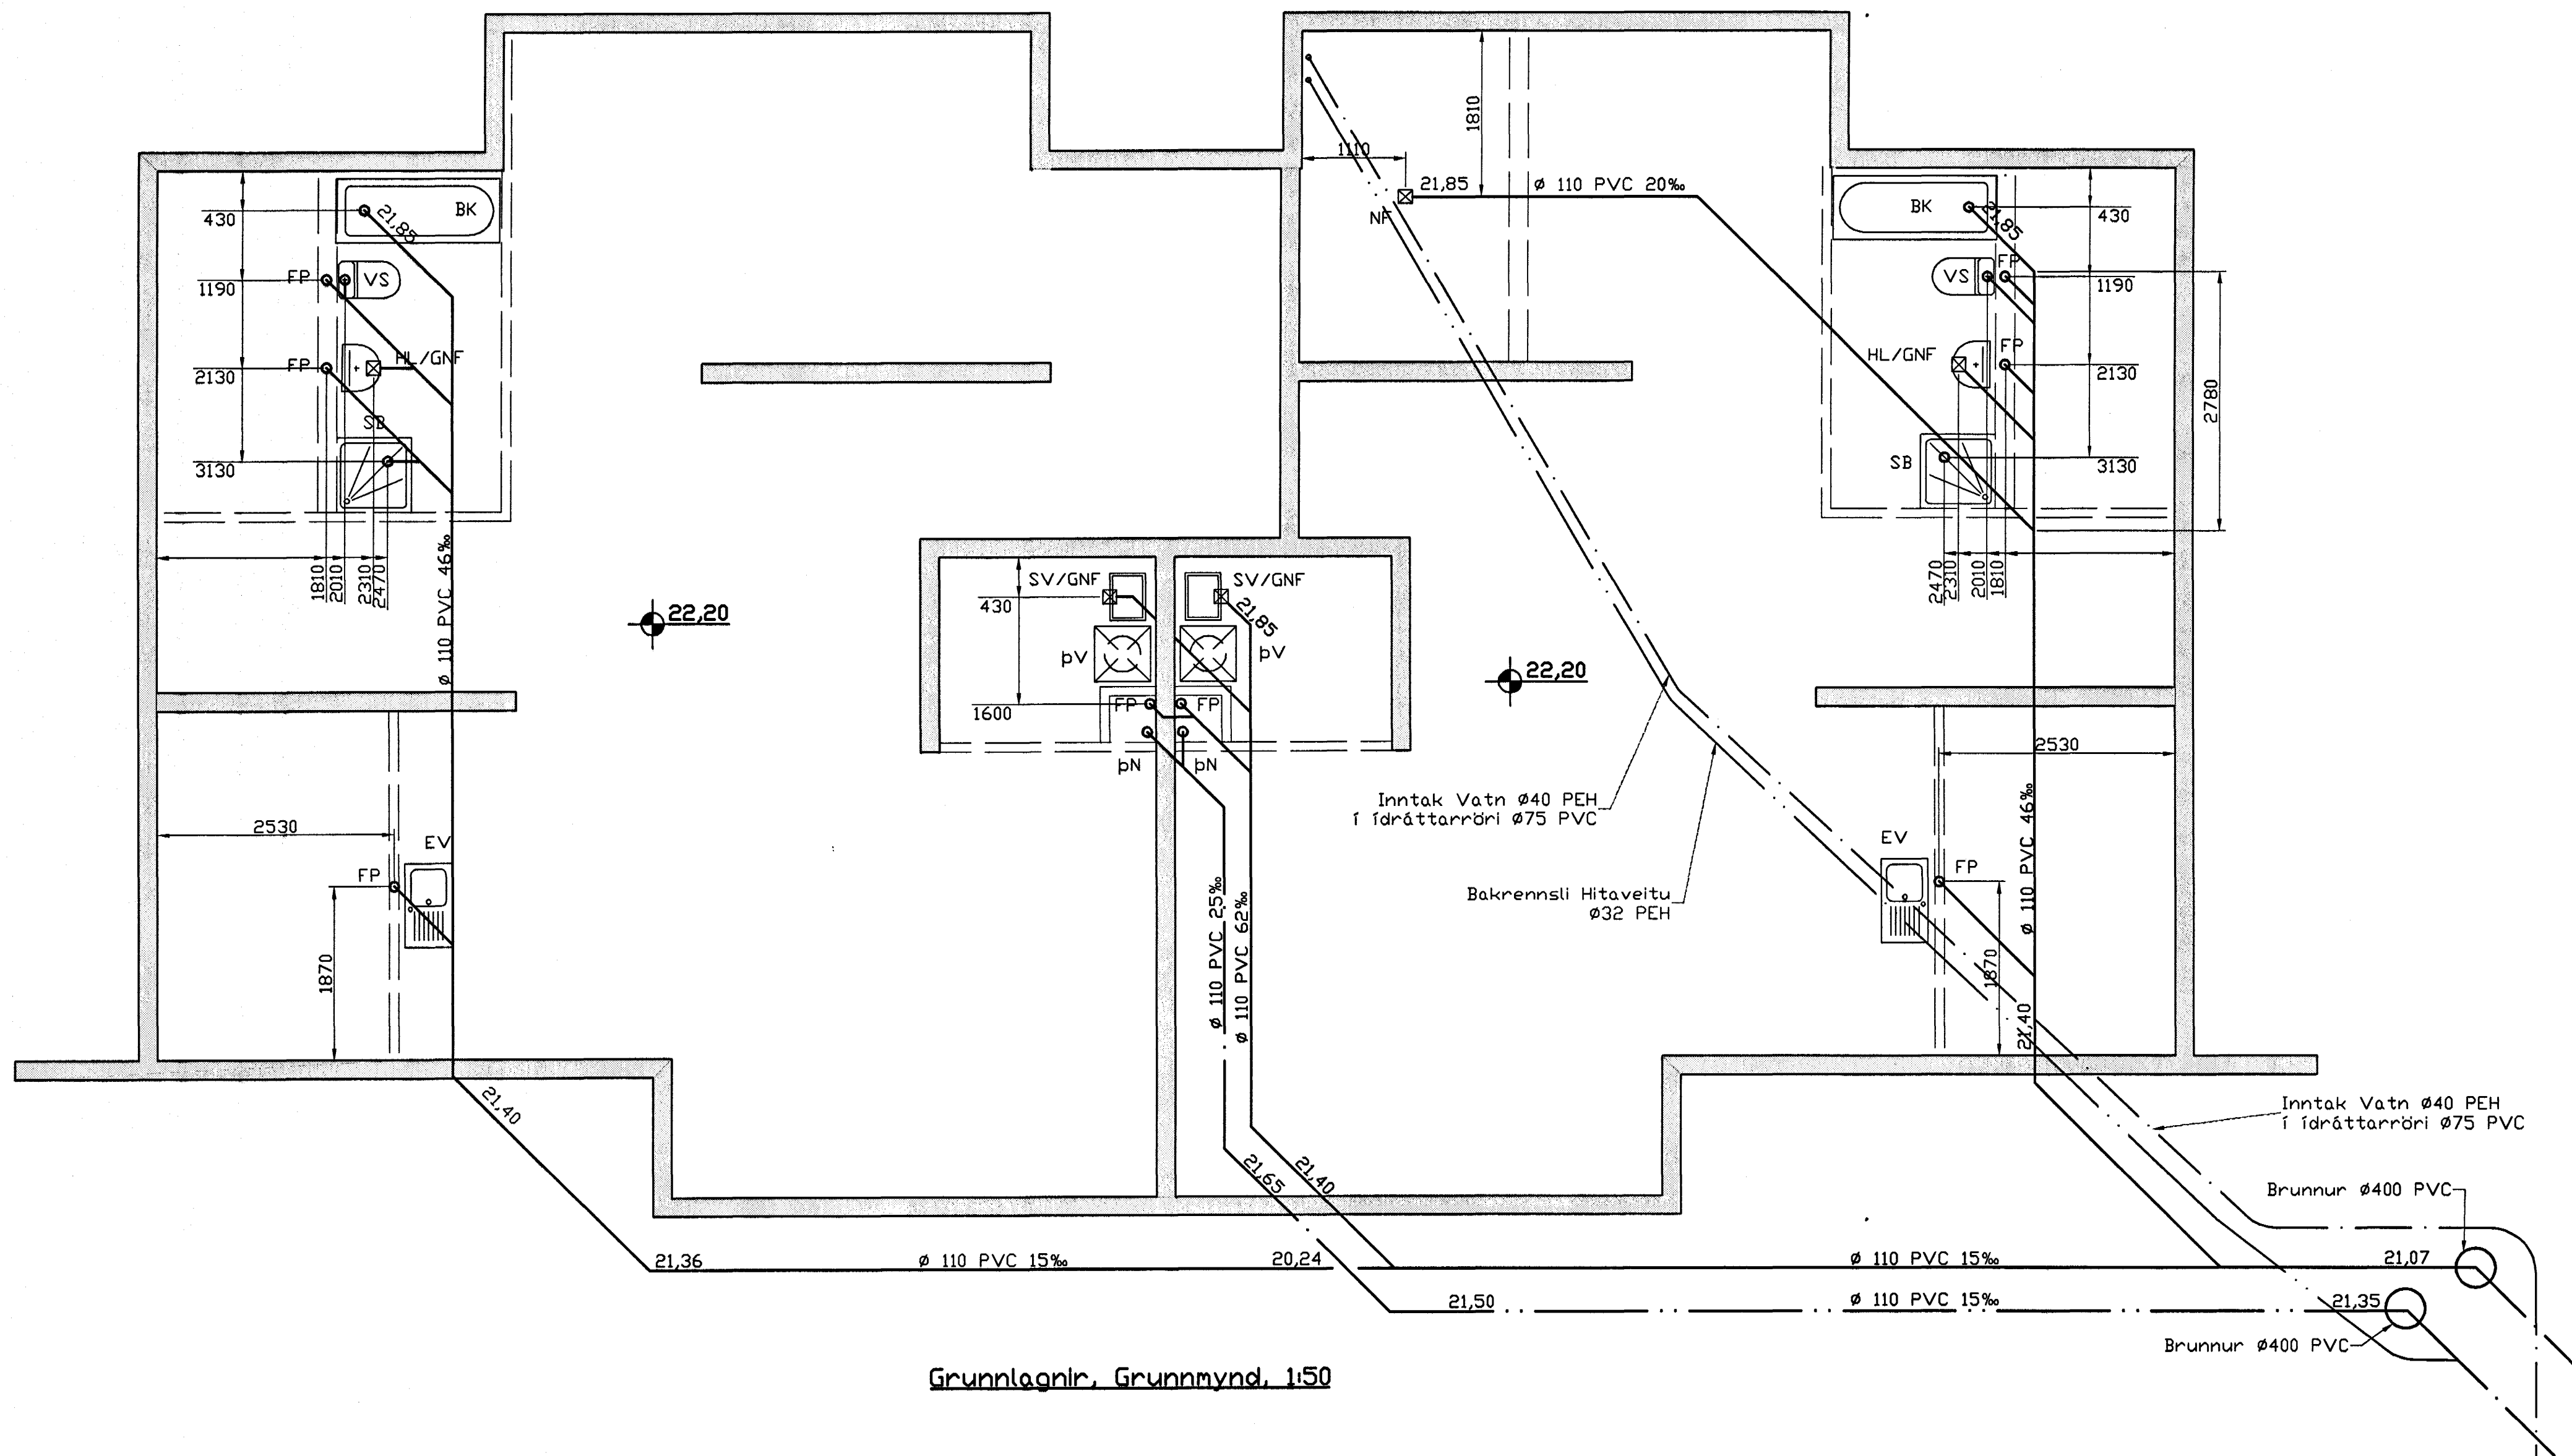 1810
1110
21,85
Ø 110 PVC 20‰
NF
430
21,85
BK
BK
21,85
430
FP
VS
VS
FP
1190
1190
HL/GNF
FP
2130
HL/GNF
FP
2130
2780
SB
3130
SB
3130
1810
2010
2310
2470
Ø 110 PVC 46‰
2470
2310
2010
1810
SV/GNF
SV/GNF
430
21,85
22,20
22,20
þV
þV
1600
FP
FP
þN
þN
2530
2530
Inntak Vatn Ø40 PEH
í ídráttarröri Ø75 PVC
Ø 110 PVC 46‰
EV
EV
FP
FP
Bakrennsli Hitaveitu
Ø32 PEH
Ø 110 PVC 25‰
Ø 110 PVC 62‰
1870
1870
21,40
21,40
Inntak Vatn Ø40 PEH
í ídráttarröri Ø75 PVC
21,65
21,40
Brunnur Ø400 PVC
21,36
Ø 110 PVC 15‰
20,24
Ø 110 PVC 15‰
21,07
21,50
Ø 110 PVC 15‰
21,35
Brunnur Ø400 PVC
Grunnlagnir, Grunnmynd, 1:50